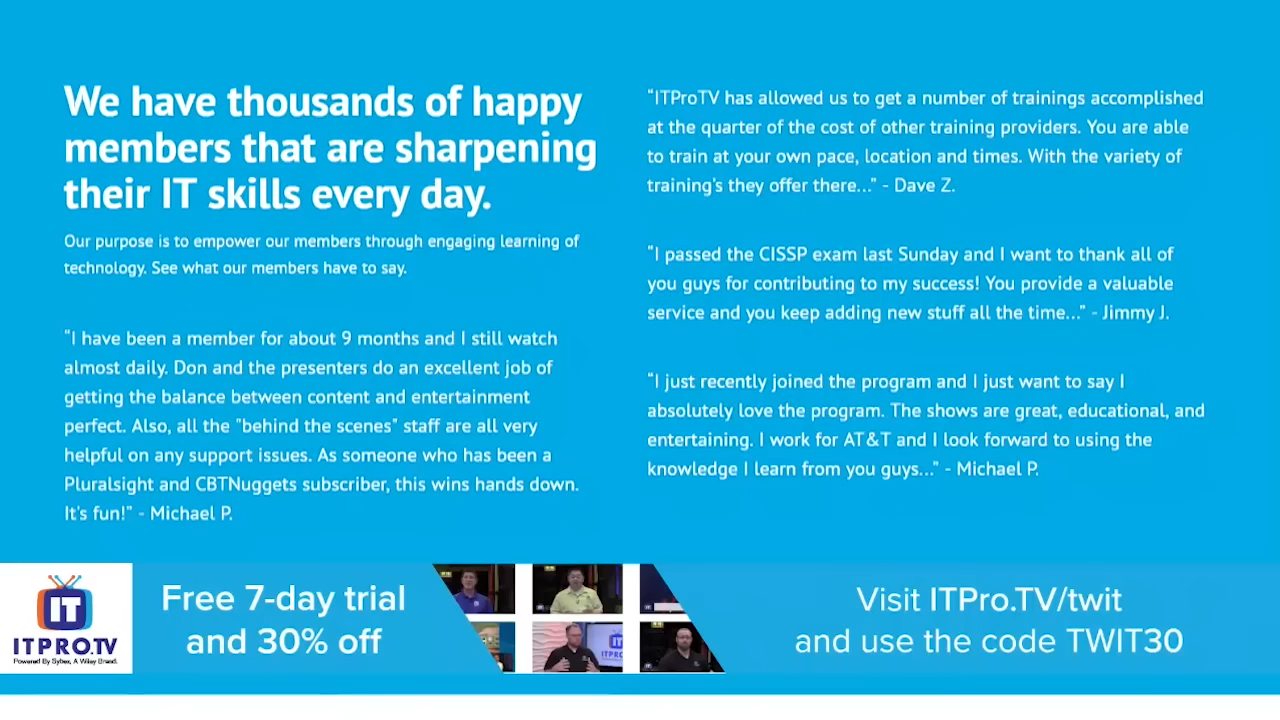 We have thousands of happy
members that are sharpening
their IT skills every day.
Our purpose is to empower our members through engaging learning of
technology. See what our members have to say.
“I have been a member for about 9 months and I still watch
almost daily. Don and the presenters do an excellent job of
getting the balance between content and entertainment
perfect. Also, all the "behind the scenes" staff are all very
helpful on any support issues. As someone who has been a
Pluralsight and CBTNuggets subscriber, this wins hands down.
It's fun!” - Michael P.
“ITProTV has allowed us to get a number of trainings accomplished
at the quarter of the cost of other training providers. You are able
to train at your own pace, location and times. With the variety of
training’s they offer there...” - Dave Z.
“I passed the CISSP exam last Sunday and I want to thank all of
you guys for contributing to my success! You provide a valuable
service and you keep adding new stuff all the time...” - Jimmy J.
“I just recently joined the program and I just want to say I
absolutely love the program. The shows are great, educational, and
entertaining. I work for AT&T and I look forward to using the
knowledge I learn from you guys...” - Michael P.
IT
ITPRO.TV
Powered By Sybex, A Wiley Brand.
Free 7-day trial
and 30% off
IT
ITPRO
Visit ITPro.TV/twit
and use the code TWIT30